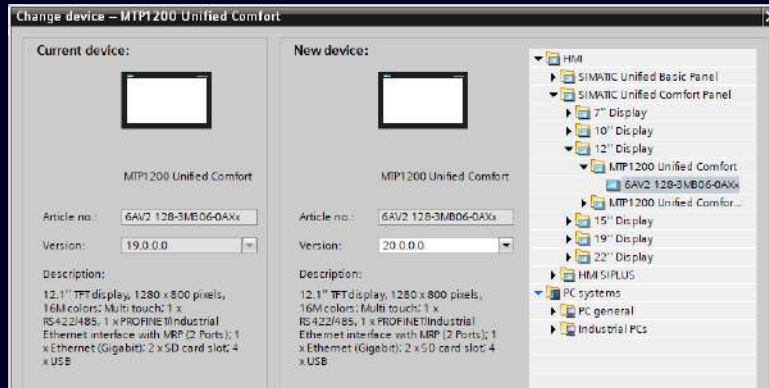 Change device – MTP1200 Unified Comfort
Current device:
MTP1200 Unified Comfort
Article no.: 6AV2 128-3MB06-0AXx
Version: 19.0.0.0
Description:
12.1" TFT display, 1280 x 800 pixels,
16M colors; Multi touch; 1 x
RS422/485, 1 x PROFINET/Industrial
Ethernet interface with MRP (2 Ports); 1
x Ethernet (Gigabit); 2 x SD card slot; 4
x USB
New device:
MTP1200 Unified Comfort
Article no.: 6AV2 128-3MB06-0AXx
Version: 20.0.0.0
Description:
12.1" TFT display, 1280 x 800 pixels,
16M colors; Multi touch; 1 x
RS422/485, 1 x PROFINET/Industrial
Ethernet interface with MRP (2 Ports); 1
x Ethernet (Gigabit); 2 x SD card slot; 4
x USB
HMI
SIMATIC Unified Basic Panel
SIMATIC Unified Comfort Panel
7" Display
10" Display
12" Display
MTP1200 Unified Comfort
6AV2 128-3MB06-0AXx
MTP1200 Unified Comfor...
15" Display
19" Display
22" Display
HMI SIPLUS
PC systems
PC general
Industrial PCs